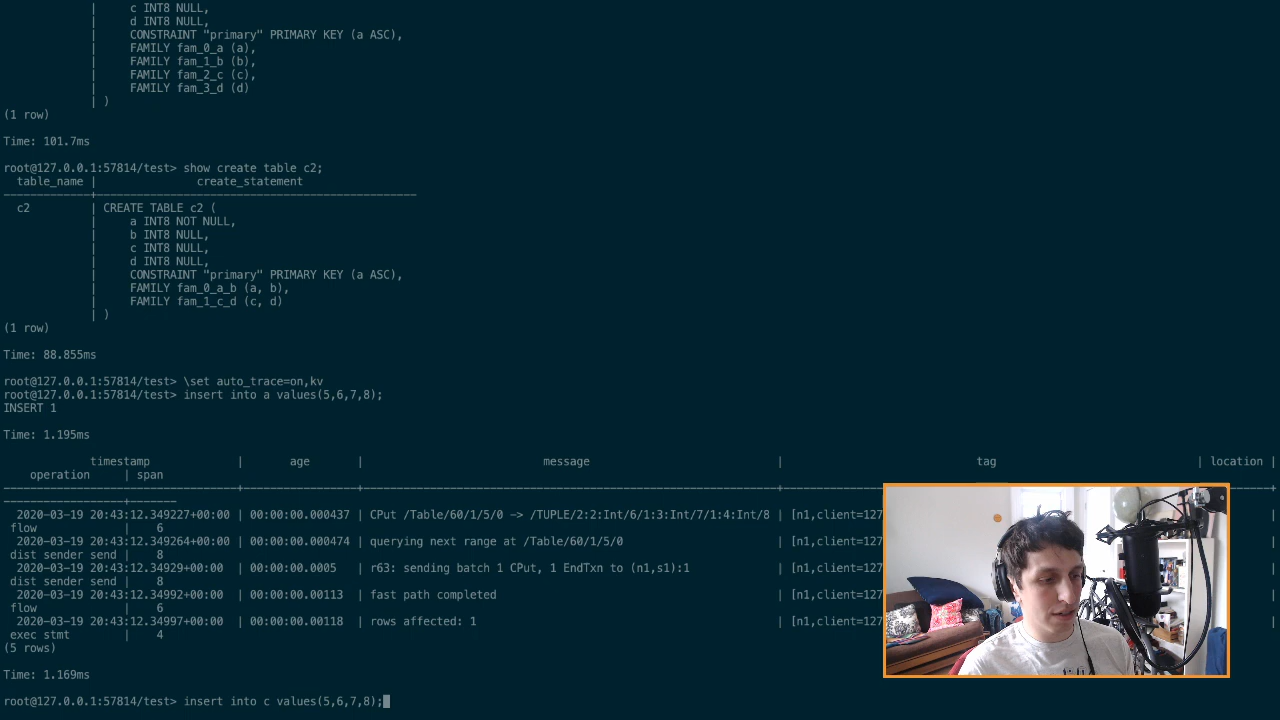 | c INT8 NULL,
| d INT8 NULL,
| CONSTRAINT "primary" PRIMARY KEY (a ASC),
| FAMILY fam_0_a (a),
| FAMILY fam_1_b (b),
| FAMILY fam_2_c (c),
| FAMILY fam_3_d (d)
| )
(1 row)
Time: 101.7ms
root@127.0.0.1:57814/test> show create table c2;
table_name | create_statement
-------------+------------------------------------------------
c2 | CREATE TABLE c2 (
| a INT8 NOT NULL,
| b INT8 NULL,
| c INT8 NULL,
| d INT8 NULL,
| CONSTRAINT "primary" PRIMARY KEY (a ASC),
| FAMILY fam_0_a_b (a, b),
| FAMILY fam_1_c_d (c, d)
| )
(1 row)
Time: 88.855ms
root@127.0.0.1:57814/test> \set auto_trace=on,kv
root@127.0.0.1:57814/test> insert into a values(5,6,7,8);
INSERT 1
Time: 1.195ms
timestamp | age | message | tag | location |
operation | span
2020-03-19 20:43:12.349227+00:00 | 00:00:00.000437 | CPut /Table/60/1/5/0 -> /TUPLE/2:2:Int/6/1:3:Int/7/1:4:Int/8 | [n1,client=127
flow | 6
2020-03-19 20:43:12.349264+00:00 | 00:00:00.000474 | querying next range at /Table/60/1/5/0 | [n1,client=127
dist sender send | 8
2020-03-19 20:43:12.34929+00:00 | 00:00:00.0005 | r63: sending batch 1 CPut, 1 EndTxn to (n1,s1):1 | [n1,client=127
dist sender send | 8
2020-03-19 20:43:12.34992+00:00 | 00:00:00.00113 | fast path completed | [n1,client=127
flow | 6
2020-03-19 20:43:12.34997+00:00 | 00:00:00.00118 | rows affected: 1 | [n1,client=127
exec stmt | 4
(5 rows)
Time: 1.169ms
root@127.0.0.1:57814/test> insert into c values(5,6,7,8);